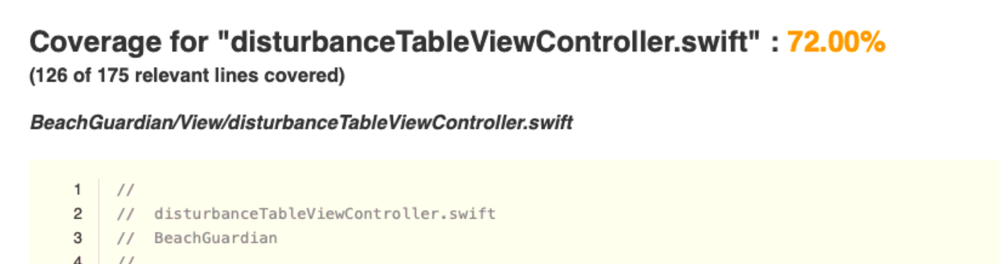 Coverage for "disturbanceTableViewController.swift" : 72.00%
(126 of 175 relevant lines covered)
BeachGuardian/View/disturbanceTableViewController.swift
1 //
2 // disturbanceTableViewController.swift
3 // BeachGuardian
4 //